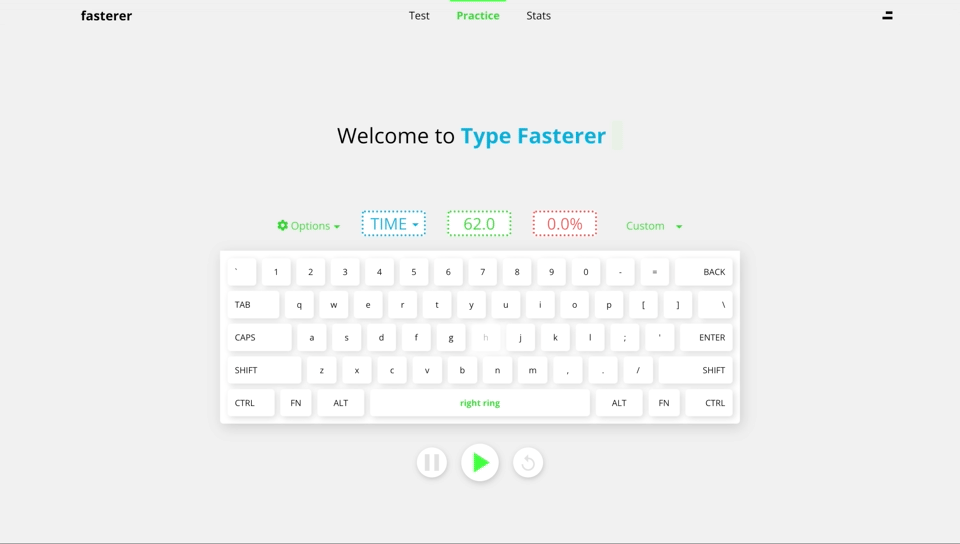 fasterer Test Practice Stats
Welcome to Type Fasterer
Options TIME 62.0 0.0% Custom
` 1 2 3 4 5 6 7 8 9 0 - = BACK
TAB q w e r t y u i o p [ ] \
CAPS a s d f g h j k l ; ' ENTER
SHIFT z x c v b n m , . / SHIFT
CTRL FN ALT right ring ALT FN CTRL